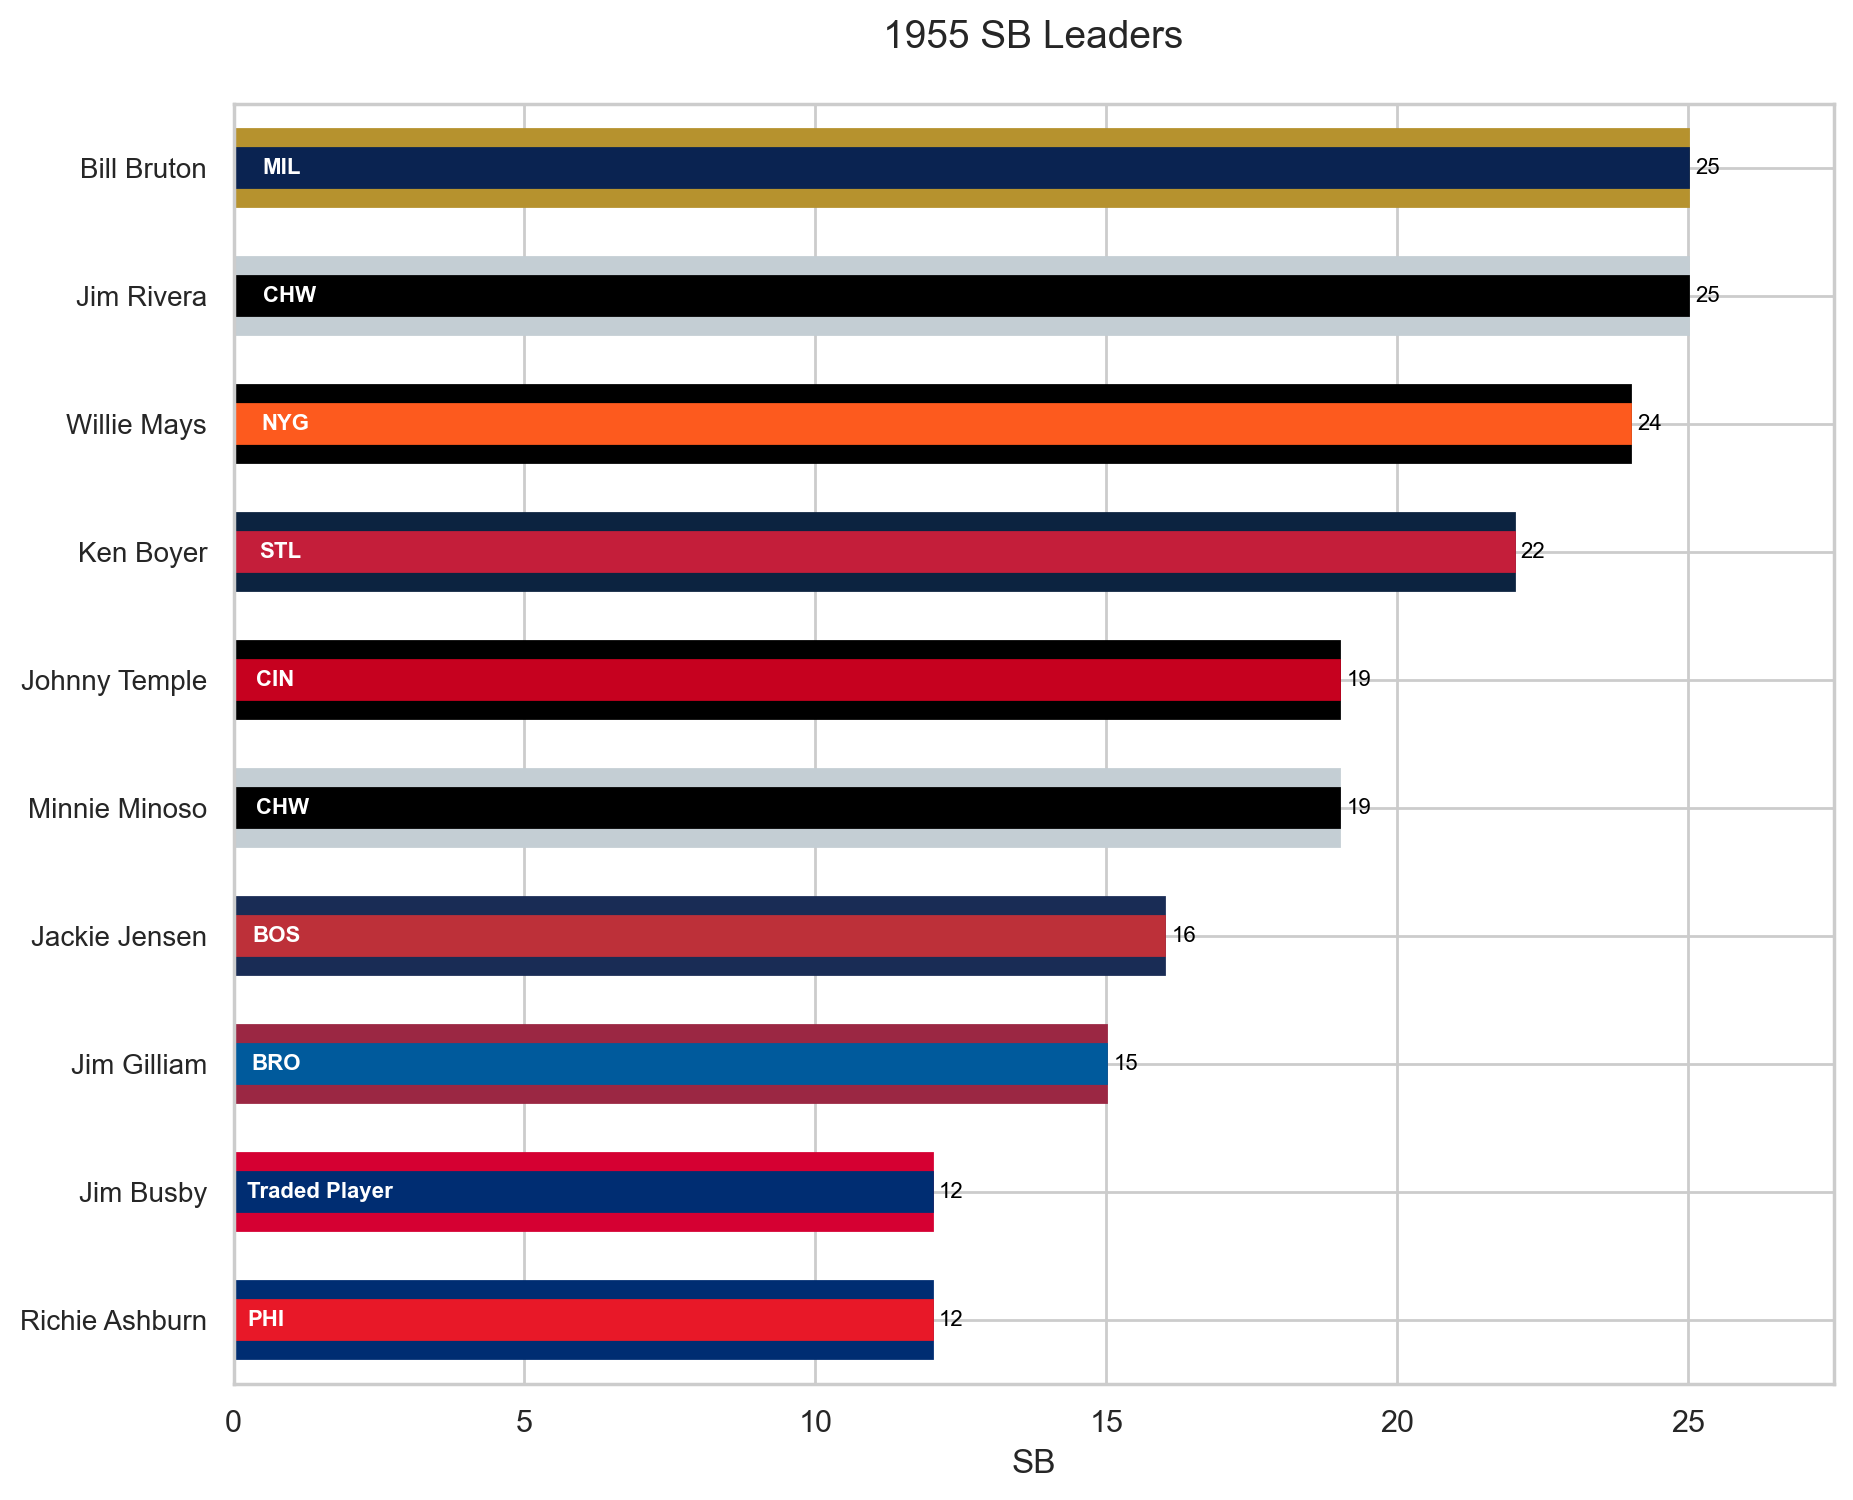 1955 SB Leaders
Bill Bruton
MIL
25
Jim Rivera
CHW
25
Willie Mays
NYG
24
Ken Boyer
STL
22
Johnny Temple
CIN
19
Minnie Minoso
CHW
19
Jackie Jensen
BOS
16
Jim Gilliam
BRO
15
Jim Busby
Traded Player
12
Richie Ashburn
PHI
12
0 5 10 15 20 25
SB